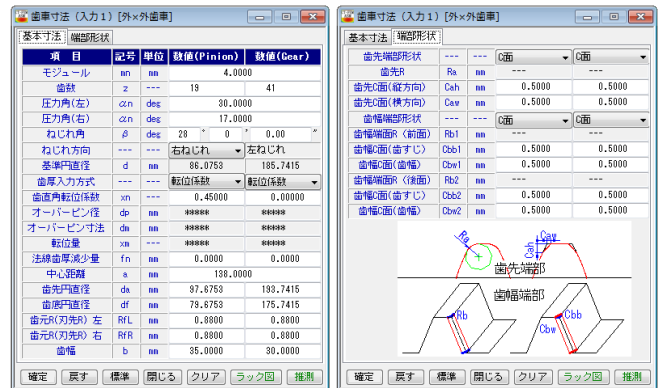 歯車寸法（入力1）[外×外歯車]
基本寸法 端部形状
項 目 記号 単位 数値(Pinion) 数値(Gear)
モジュール mn mm 4.0000
歯数 z --- 19 41
圧力角(左) αn deg 30.0000
圧力角(右) αn deg 17.0000
ねじれ角 β deg 28 ° 0 ' 0.00 "
ねじれ方向 --- --- 右ねじれ 左ねじれ
基準円直径 d mm 86.0753 185.7415
歯厚入力方式 --- --- 転位係数 転位係数
歯直角転位係数 xn --- 0.45000 0.00000
オーバーピン径 dp mm ***** *****
オーバーピン寸法 dm mm ***** *****
転位量 xm --- ***** *****
法線歯厚減少量 fn mm 0.0000 0.0000
中心距離 a mm 138.0000
歯先円直径 da mm 97.6753 193.7415
歯底円直径 df mm 79.6753 175.7415
歯元R(刃先R) 左 RfL mm 0.8800 0.8800
歯元R(刃先R) 右 RfR mm 0.8800 0.8800
歯幅 b mm 35.0000 30.0000
確定 戻す 標準 閉じる クリア ラック図 推測
歯車寸法（入力1）[外×外歯車]
基本寸法 端部形状
歯先端部形状 --- --- C面 C面
歯先R Ra mm --- ---
歯先C面(縦方向) Cah mm 0.5000 0.5000
歯先C面(横方向) Caw mm 0.5000 0.5000
歯幅端部形状 --- --- C面 C面
歯幅端面R (前面) Rb1 mm --- ---
歯幅C面(歯すじ) Cbb1 mm 0.5000 0.5000
歯幅C面(歯幅) Cbw1 mm 0.5000 0.5000
歯幅端面R (後面) Rb2 mm --- ---
歯幅C面(歯すじ) Cbb2 mm 0.5000 0.5000
歯幅C面(歯幅) Cbw2 mm 0.5000 0.5000
Ra Cah Caw
歯先端部
歯幅端部
Rb Cbw Cbb
確定 戻す 標準 閉じる クリア ラック図 推測